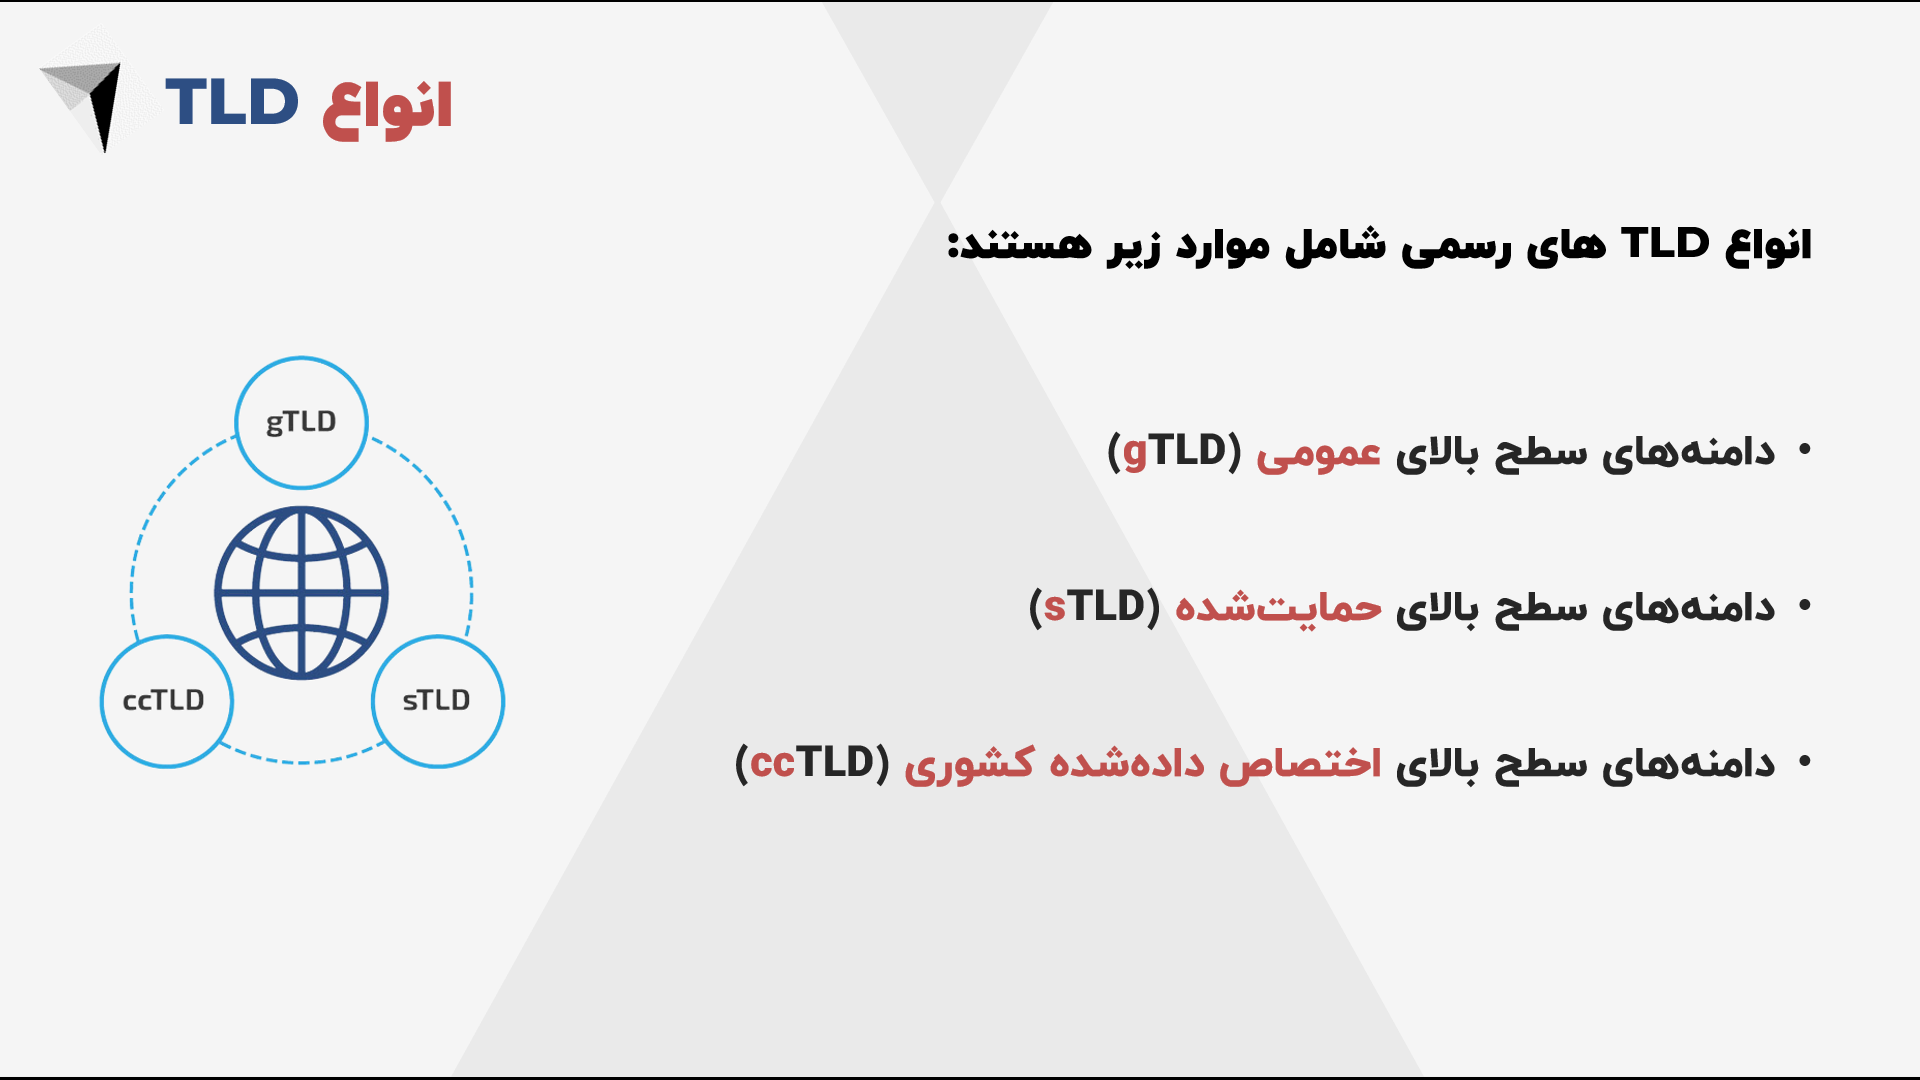 انواع TLD
انواع TLD های رسمی شامل موارد زیر هستند:
• دامنه‌های سطح بالای عمومی (gTLD)
• دامنه‌های سطح بالای حمایت‌شده (sTLD)
• دامنه‌های سطح بالای اختصاص داده‌شده کشوری (ccTLD)
gTLD
ccTLD
sTLD